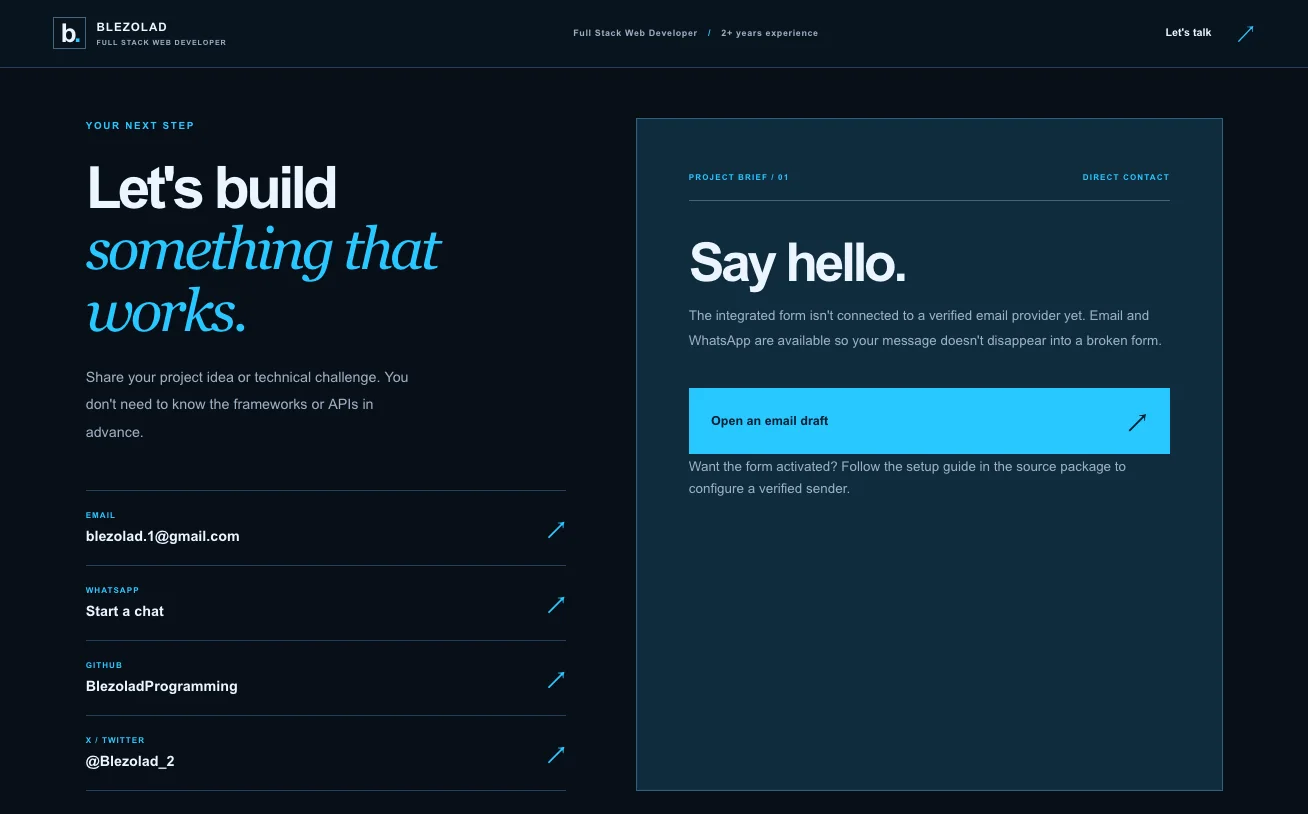 b.
BLEZOLAD
FULL STACK WEB DEVELOPER
Full Stack Web Developer / 2+ years experience
Let's talk
YOUR NEXT STEP
Let's build
something that
works.
Share your project idea or technical challenge. You
don't need to know the frameworks or APIs in
advance.
EMAIL
blezolad.1@gmail.com
WHATSAPP
Start a chat
GITHUB
BlezoladProgramming
X / TWITTER
@Blezolad_2
PROJECT BRIEF / 01
DIRECT CONTACT
Say hello.
The integrated form isn't connected to a verified email provider yet. Email and
WhatsApp are available so your message doesn't disappear into a broken form.
Open an email draft
Want the form activated? Follow the setup guide in the source package to
configure a verified sender.